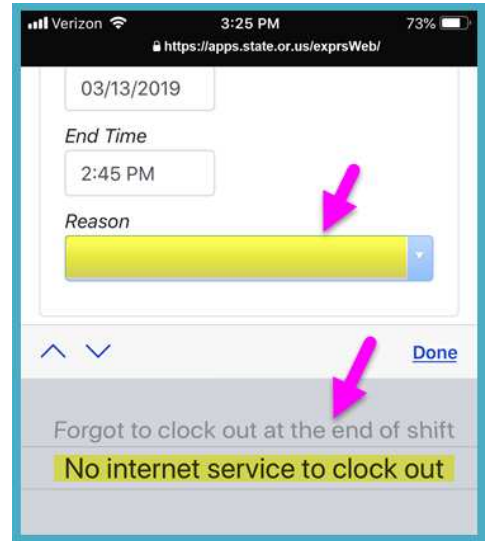 Verizon 3:25 PM 73%
https://apps.state.or.us/exprsWeb/
03/13/2019
End Time
2:45 PM
Reason
Done
Forgot to clock out at the end of shift
No internet service to clock out